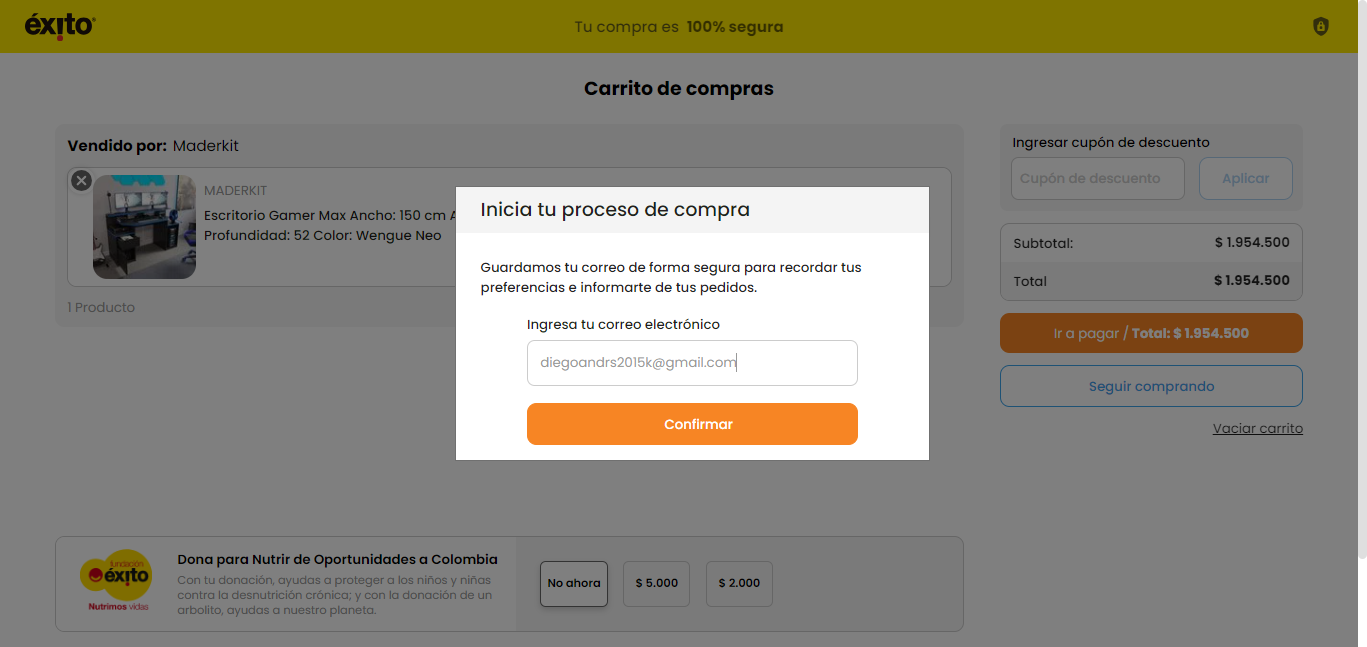 éxito
Tu compra es 100% segura
Carrito de compras
Vendido por: Maderkit
MADERKIT
Escritorio Gamer Max Ancho: 150 cm A
Profundidad: 52 Color: Wengue Neo
1 Producto
Inicia tu proceso de compra
Guardamos tu correo de forma segura para recordar tus
preferencias e informarte de tus pedidos.
Ingresa tu correo electrónico
diegoandrs2015k@gmail.com
Confirmar
Ingresar cupón de descuento
Cupón de descuento
Aplicar
Subtotal: $ 1.954.500
Total $ 1.954.500
Ir a pagar / Total: $ 1.954.500
Seguir comprando
Vaciar carrito
fundación
éxito
Nutrimos vidas
Dona para Nutrir de Oportunidades a Colombia
Con tu donación, ayudas a proteger a los niños y niñas
contra la desnutrición crónica; y con la donación de un
arbolito, ayudas a nuestro planeta.
No ahora
$ 5.000
$ 2.000